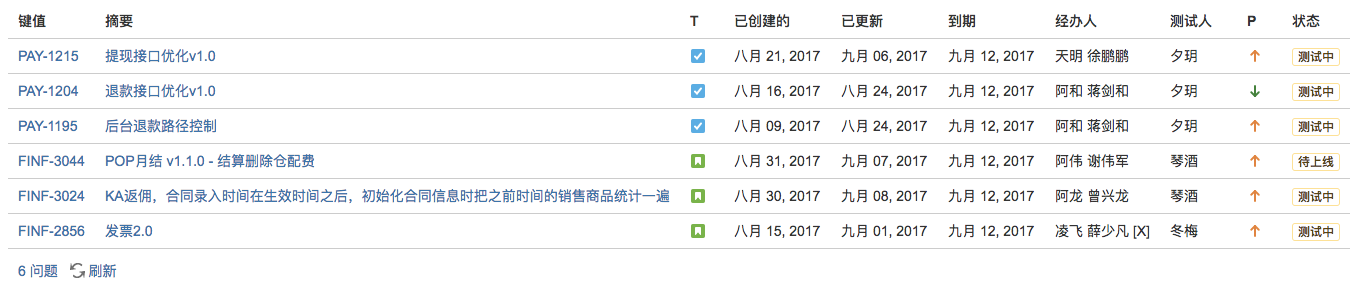 键值 摘要 T 已创建的 已更新 到期 经办人 测试人 P 状态
PAY-1215 提现接口优化v1.0 八月 21, 2017 九月 06, 2017 九月 12, 2017 天明 徐鹏鹏 夕玥 测试中
PAY-1204 退款接口优化v1.0 八月 16, 2017 八月 24, 2017 九月 12, 2017 阿和 蒋剑和 夕玥 测试中
PAY-1195 后台退款路径控制 八月 09, 2017 八月 24, 2017 九月 12, 2017 阿和 蒋剑和 夕玥 测试中
FINF-3044 POP月结 v1.1.0 - 结算删除仓配费 八月 31, 2017 九月 07, 2017 九月 12, 2017 阿伟 谢伟军 琴酒 待上线
FINF-3024 KA返佣，合同录入时间在生效时间之后，初始化合同信息时把之前时间的销售商品统计一遍 八月 30, 2017 九月 08, 2017 九月 12, 2017 阿龙 曾兴龙 琴酒 测试中
FINF-2856 发票2.0 八月 15, 2017 九月 01, 2017 九月 12, 2017 凌飞 薛少凡 [X] 冬梅 测试中
6 问题 刷新